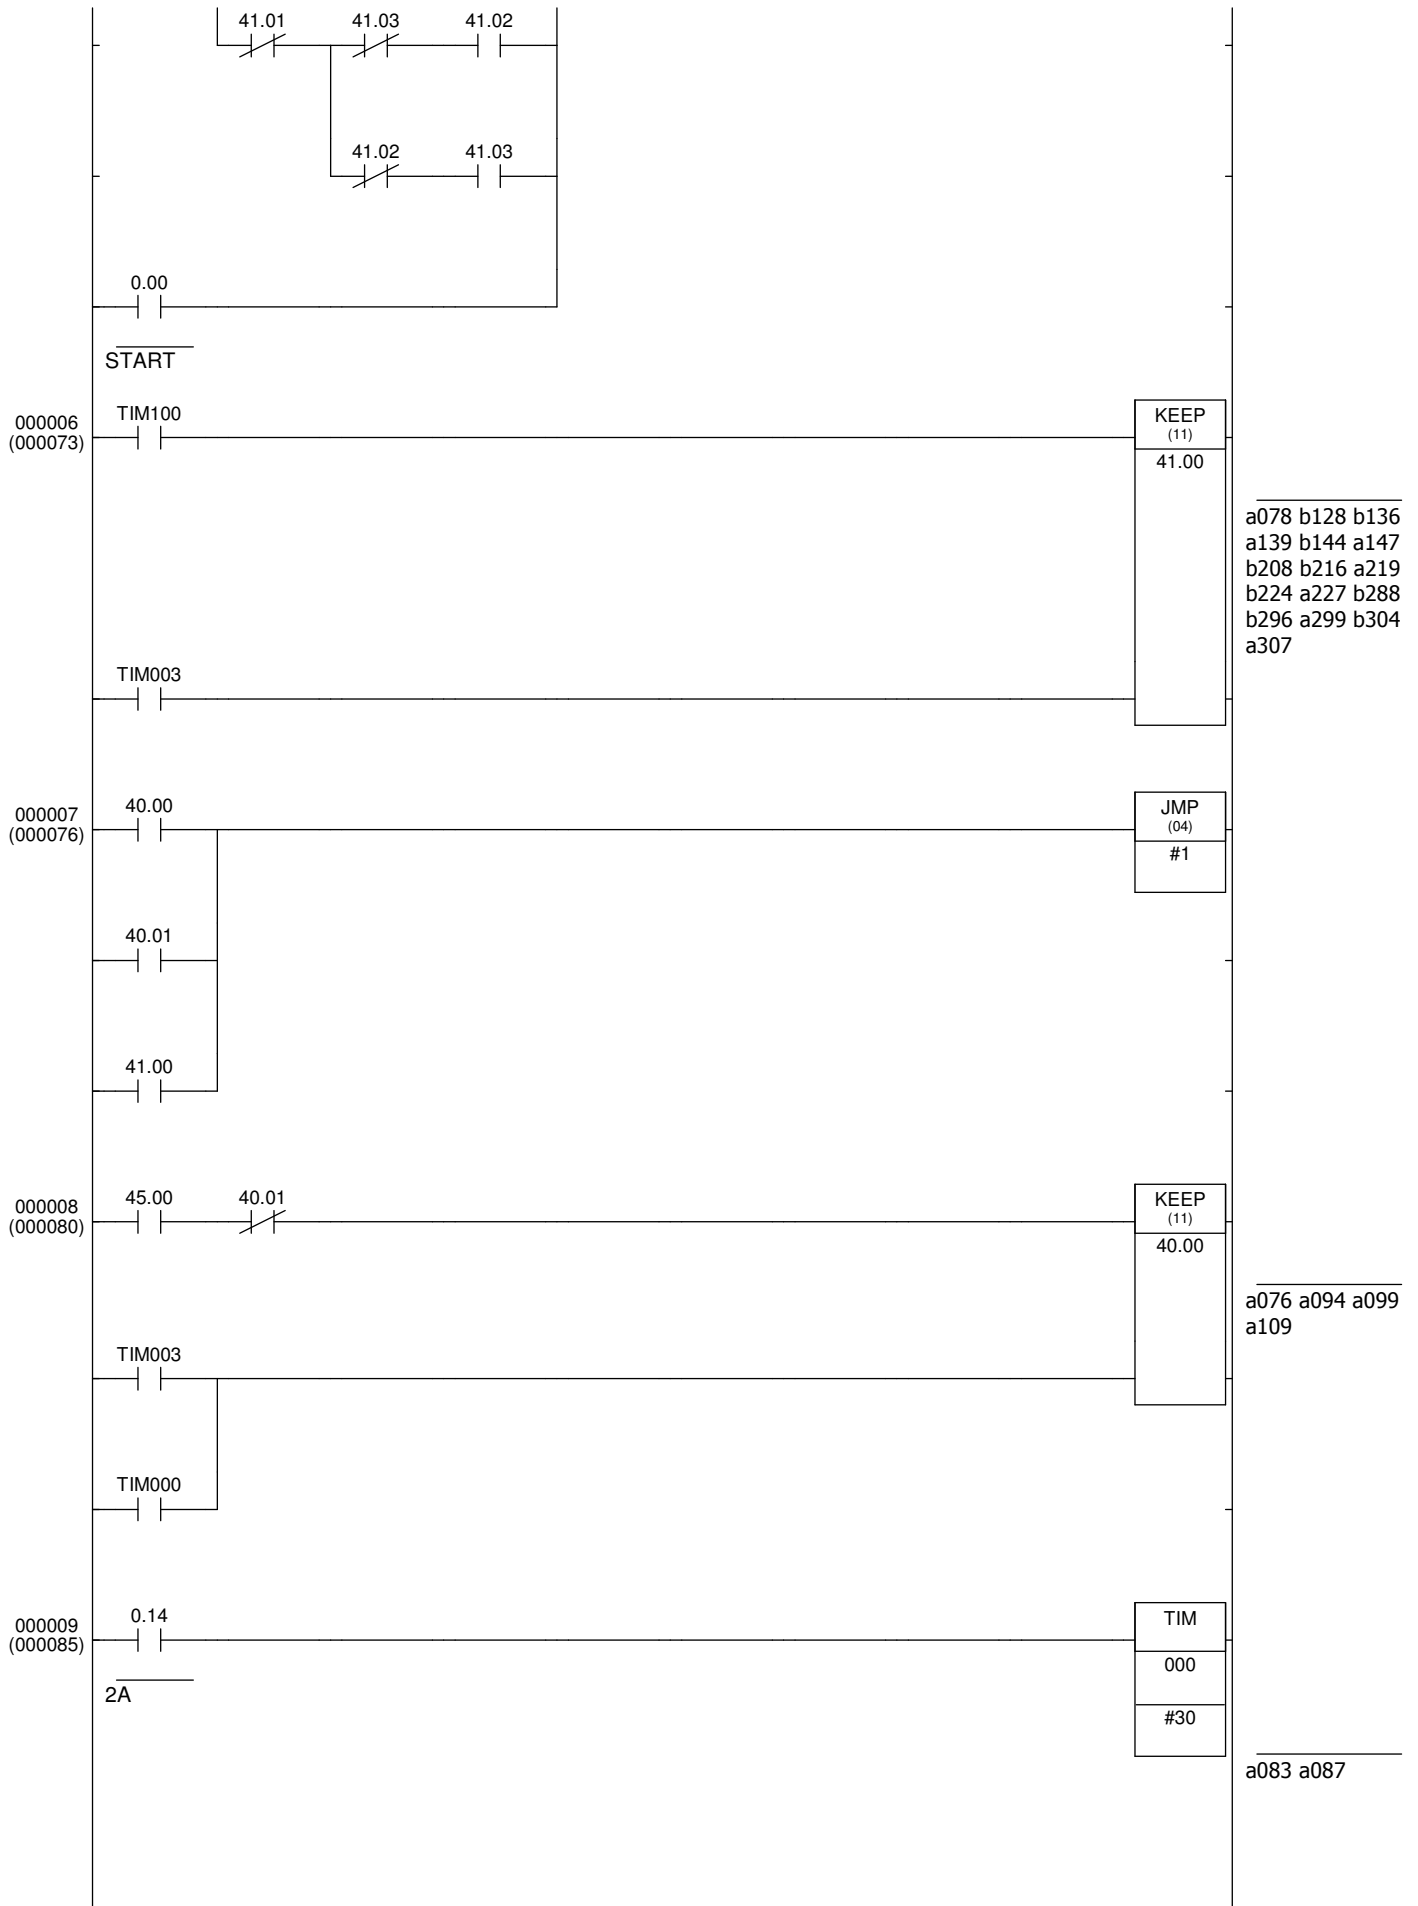 41.01 41.03 41.02
41.02 41.03
0.00
START
000006
(000073)
TIM100
KEEP
(11)
41.00
a078 b128 b136
a139 b144 a147
b208 b216 a219
b224 a227 b288
b296 a299 b304
a307
TIM003
000007
(000076)
40.00
JMP
(04)
#1
40.01
41.00
000008
(000080)
45.00 40.01
KEEP
(11)
40.00
a076 a094 a099
a109
TIM003
TIM000
000009
(000085)
0.14
TIM
000
#30
2A
a083 a087